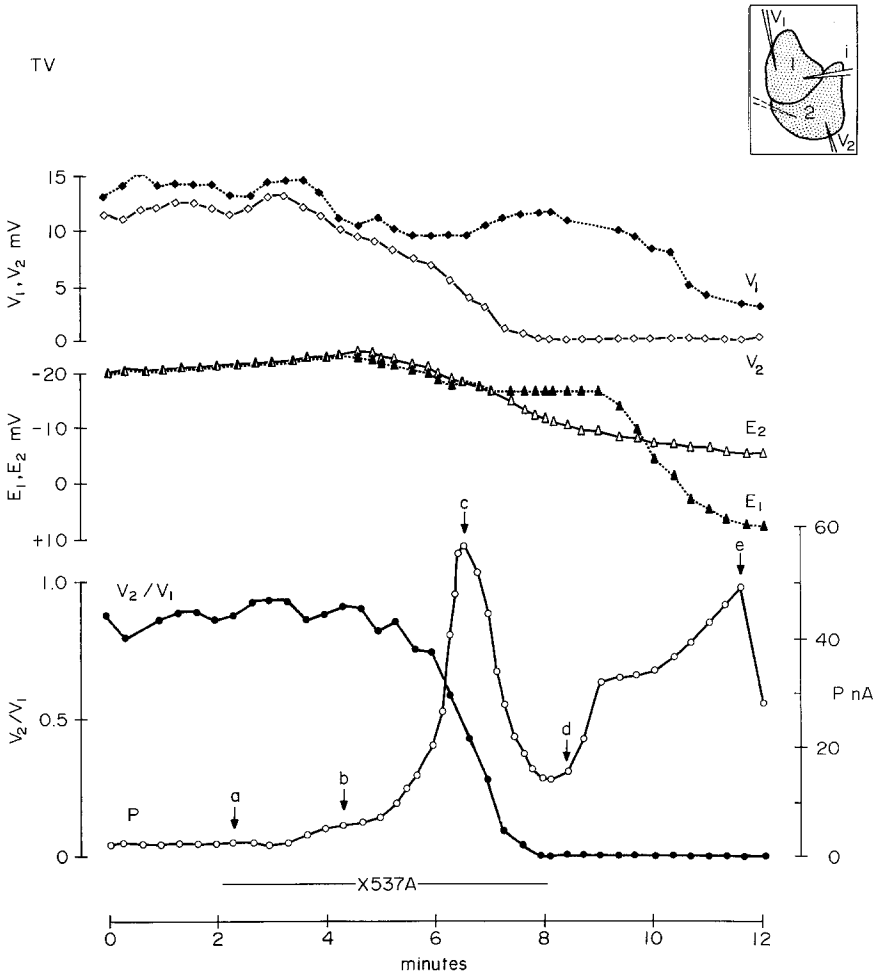 TV
V₁
i
1
2
V₂
15
10
5
0
V₁, V₂ mV
V₁
V₂
-20
-10
0
+10
E₁, E₂ mV
E₂
E₁
c
e
60
40
20
0
P nA
V₂/V₁
1.0
0.5
0
V₂/V₁
d
b
a
P
X537A
0 2 4 6 8 10 12
minutes